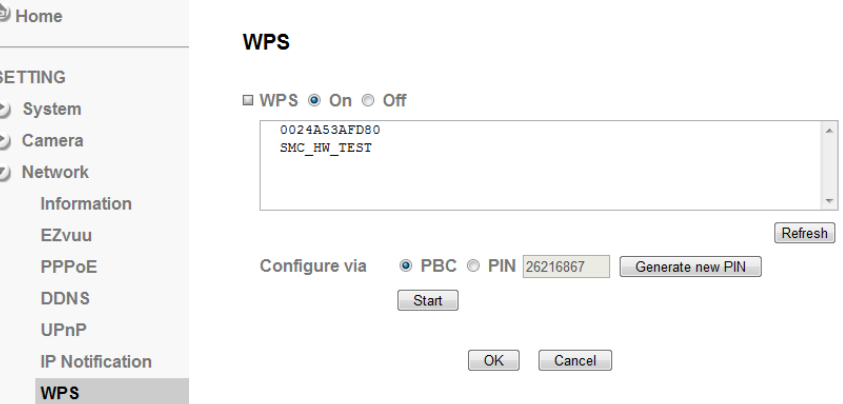 Home
SETTING
System
Camera
Network
Information
EZvuu
PPPoE
DDNS
UPnP
IP Notification
WPS
WPS
WPS On Off
0024A53AFD80
SMC_HW_TEST
Refresh
Configure via PBC PIN 26216867 Generate new PIN
Start
OK Cancel